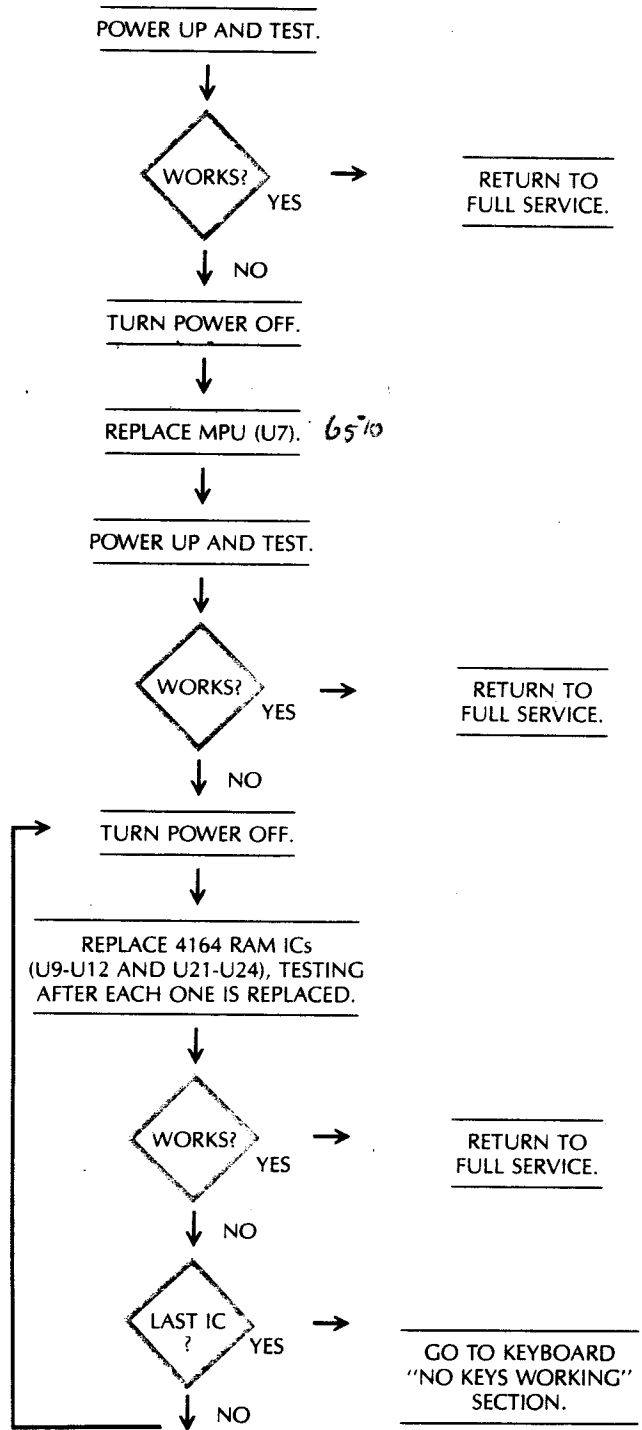 POWER UP AND TEST.
WORKS?
YES
RETURN TO
FULL SERVICE.
NO
TURN POWER OFF.
REPLACE MPU (U7). 6510
POWER UP AND TEST.
WORKS?
YES
RETURN TO
FULL SERVICE.
NO
TURN POWER OFF.
REPLACE 4164 RAM ICs
(U9-U12 AND U21-U24), TESTING
AFTER EACH ONE IS REPLACED.
WORKS?
YES
RETURN TO
FULL SERVICE.
NO
LAST IC
?
YES
GO TO KEYBOARD
"NO KEYS WORKING"
SECTION.
NO